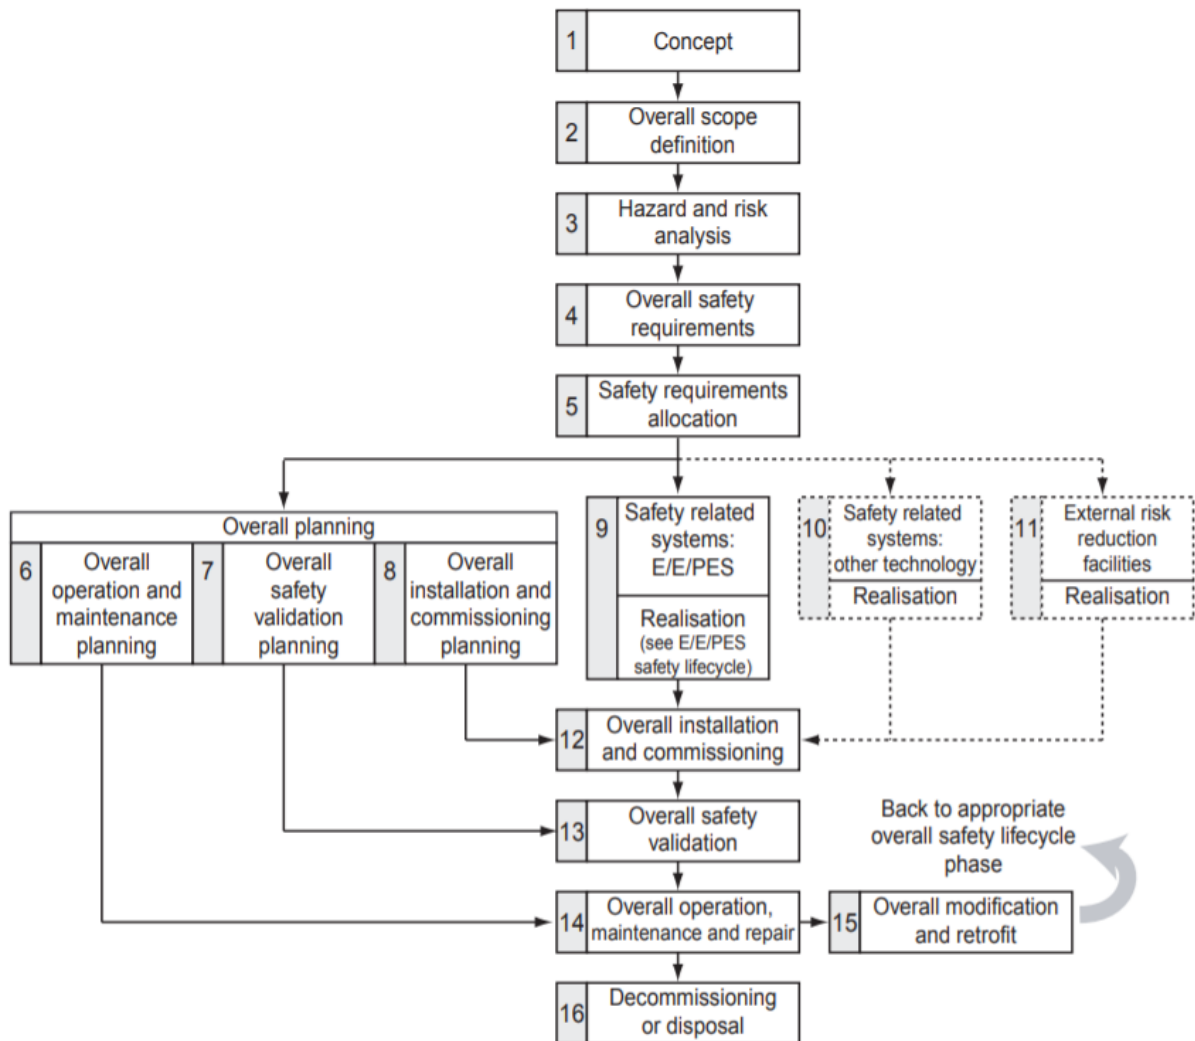 1
Concept
2
Overall scope
definition
3
Hazard and risk
analysis
4
Overall safety
requirements
5
Safety requirements
allocation
Overall planning
6
Overall
operation and
maintenance
planning
7
Overall
safety
validation
planning
8
Overall
installation and
commissioning
planning
9
Safety related
systems:
E/E/PES
Realisation
(see E/E/PES
safety lifecycle)
10
Safety related
systems:
other technology
Realisation
11
External risk
reduction
facilities
Realisation
12
Overall installation
and commissioning
13
Overall safety
validation
Back to appropriate
overall safety lifecycle
phase
14
Overall operation,
maintenance and repair
15
Overall modification
and retrofit
16
Decommissioning
or disposal